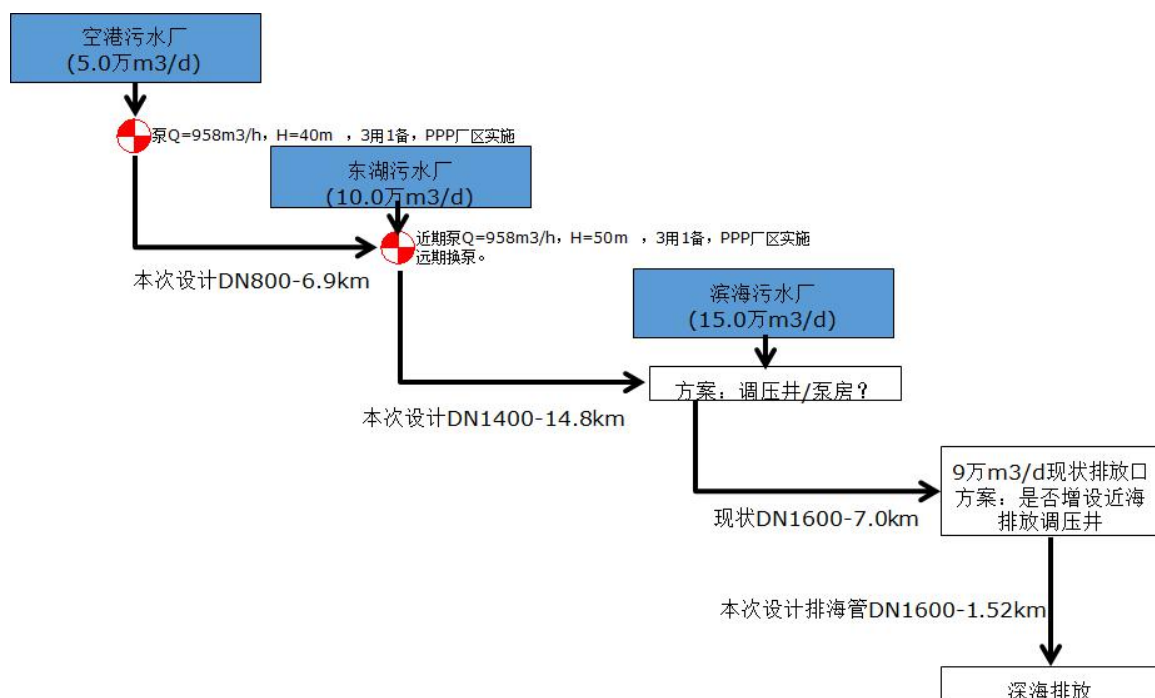 空港污水厂
(5.0万m3/d)
泵Q=958m3/h，H=40m ，3用1备，PPP厂区实施
东湖污水厂
(10.0万m3/d)
近期泵Q=958m3/h，H=50m ，3用1备，PPP厂区实施
远期换泵。
本次设计DN800-6.9km
滨海污水厂
(15.0万m3/d)
方案：调压井/泵房？
本次设计DN1400-14.8km
9万m3/d现状排放口
方案：是否增设近海
排放调压井
现状DN1600-7.0km
本次设计排海管DN1600-1.52km
深海排放